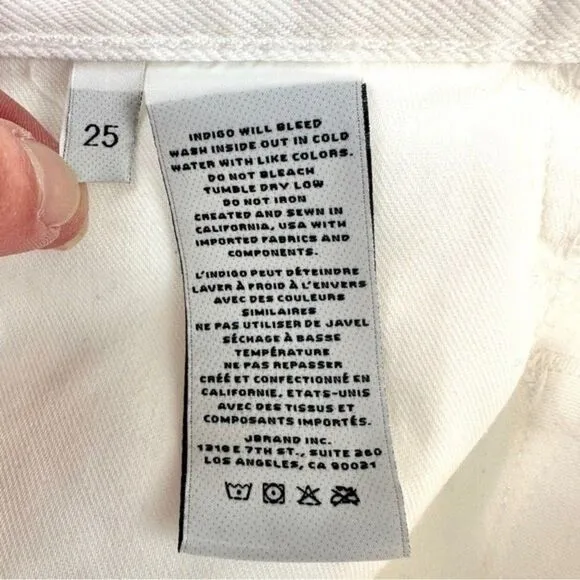 25
INDIGO WILL BLEED
WASH INSIDE OUT IN COLD
WATER WITH LIKE COLORS.
DO NOT BLEACH
TUMBLE DRY LOW
DO NOT IRON
CREATED AND SEWN IN
CALIFORNIA, USA WITH
IMPORTED FABRICS AND
COMPONENTS.
L'INDIGO PEUT DÉTEINDRE
LAVER À FROID À L'ENVERS
AVEC DES COULEURS
SIMILAIRES
NE PAS UTILISER DE JAVEL
SÉCHAGE À BASSE
TEMPÉRATURE
NE PAS REPASSER
CRÉÉ ET CONFECTIONNÉ EN
CALIFORNIE, ETATS-UNIS
AVEC DES TISSUS ET
COMPOSANTS IMPORTÉS.
JBRAND INC.
1318 E 7TH ST., SUITE 260
LOS ANGELES, CA 90021